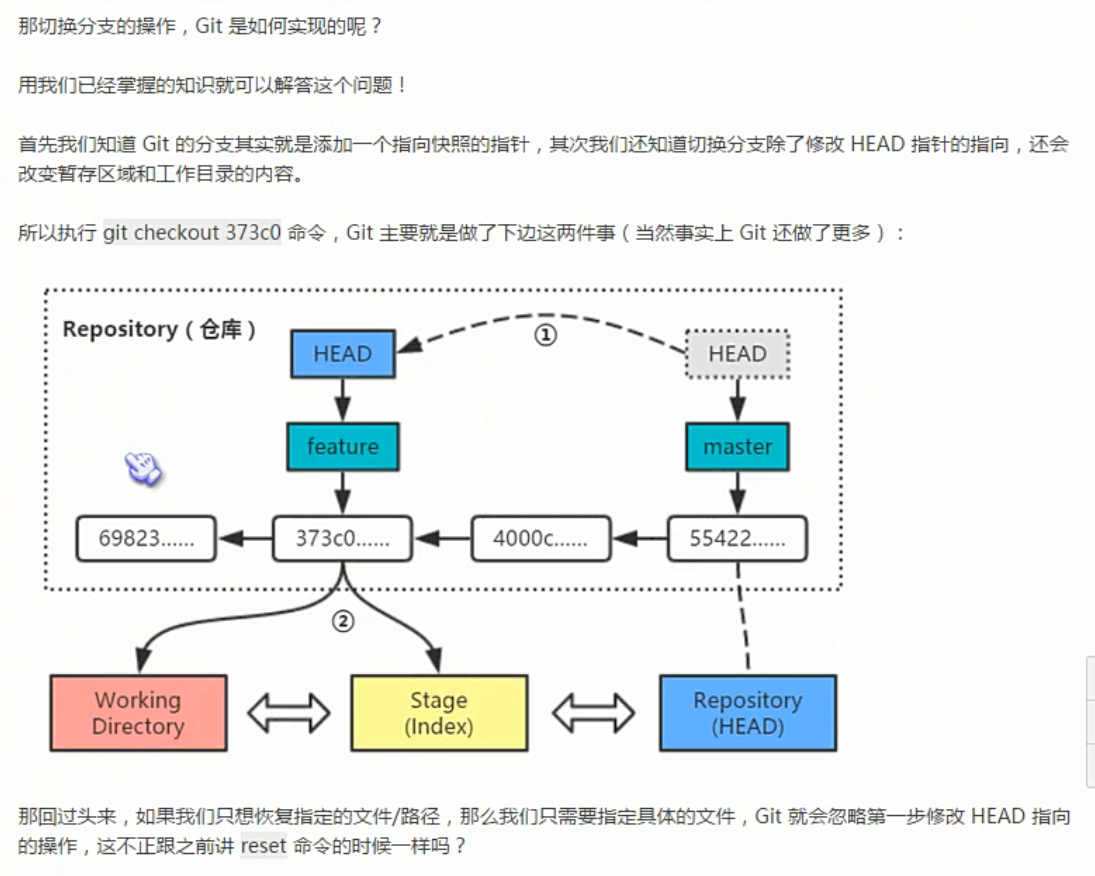 那切换分支的操作，Git 是如何实现的呢？
用我们已经掌握的知识就可以解答这个问题！
首先我们知道 Git 的分支其实就是添加一个指向快照的指针，其次我们还知道切换分支除了修改 HEAD 指针的指向，还会
改变暂存区域和工作目录的内容。
所以执行 git checkout 373c0 命令，Git 主要就是做了下边这两件事（当然事实上 Git 还做了更多）：
Repository（仓库）
①
HEAD
HEAD
feature
master
69823......
373c0......
4000c......
55422......
②
Working
Directory
Stage
(Index)
Repository
(HEAD)
那回过头来，如果我们只想恢复指定的文件/路径，那么我们只需要指定具体的文件，Git 就会忽略第一步修改 HEAD 指向
的操作，这不正跟之前讲 reset 命令的时候一样吗？